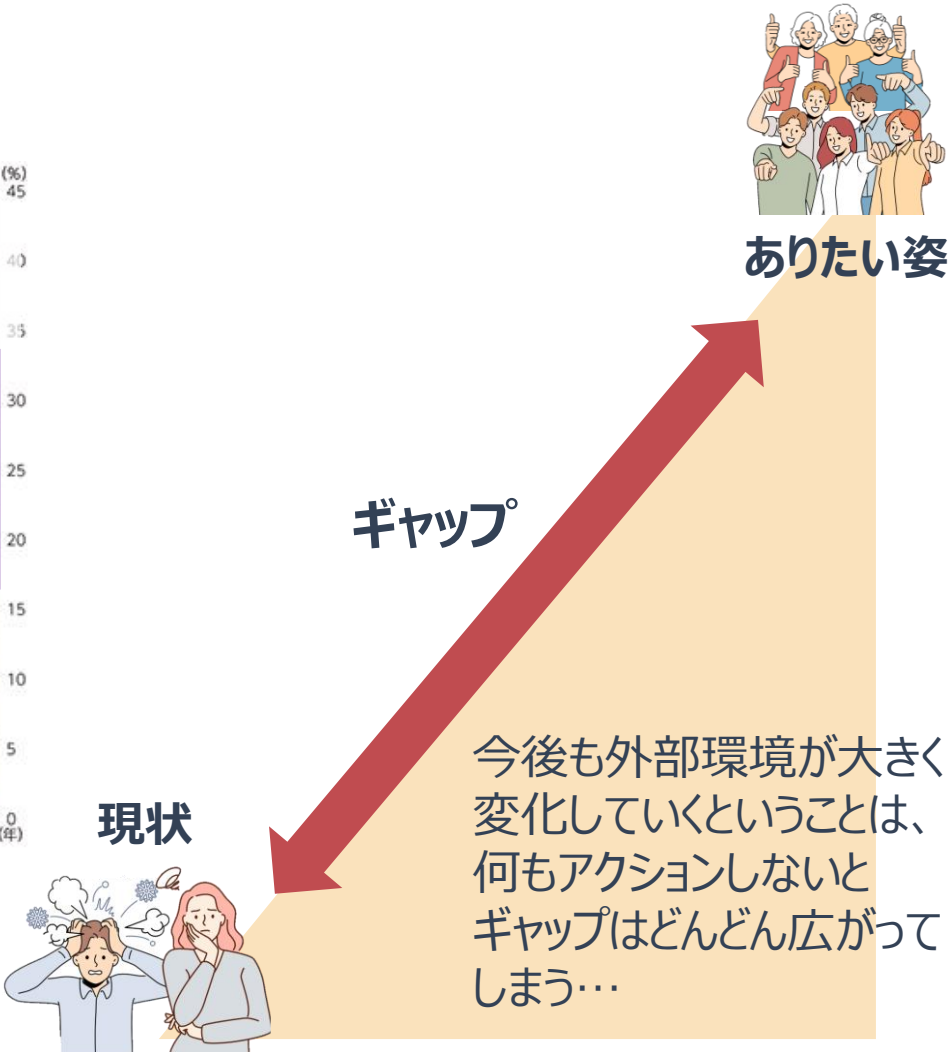 (%)
45
40
35
30
25
20
15
10
5
0
(年)
ありたい姿
ギャップ
現状
今後も外部環境が大きく
変化していくということは、
何もアクションしないと
ギャップはどんどん広がって
しまう…